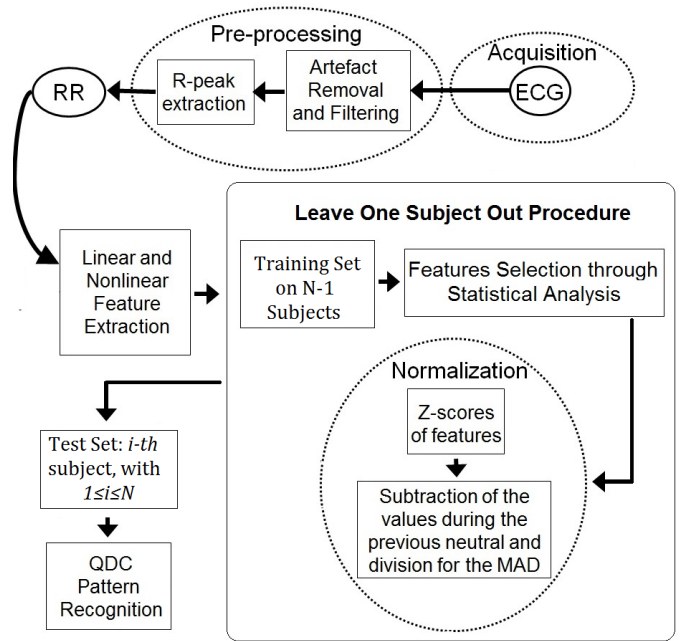 Acquisition
ECG
Pre-processing
Artefact
Removal
and Filtering
R-peak
extraction
RR
Linear and
Nonlinear
Feature
Extraction
Leave One Subject Out Procedure
Training Set
on N-1
Subjects
Features Selection through
Statistical Analysis
Normalization
Z-scores
of features
Subtraction of the
values during the
previous neutral and
division for the MAD
Test Set: i-th
subject, with
1≤i≤N
QDC
Pattern
Recognition